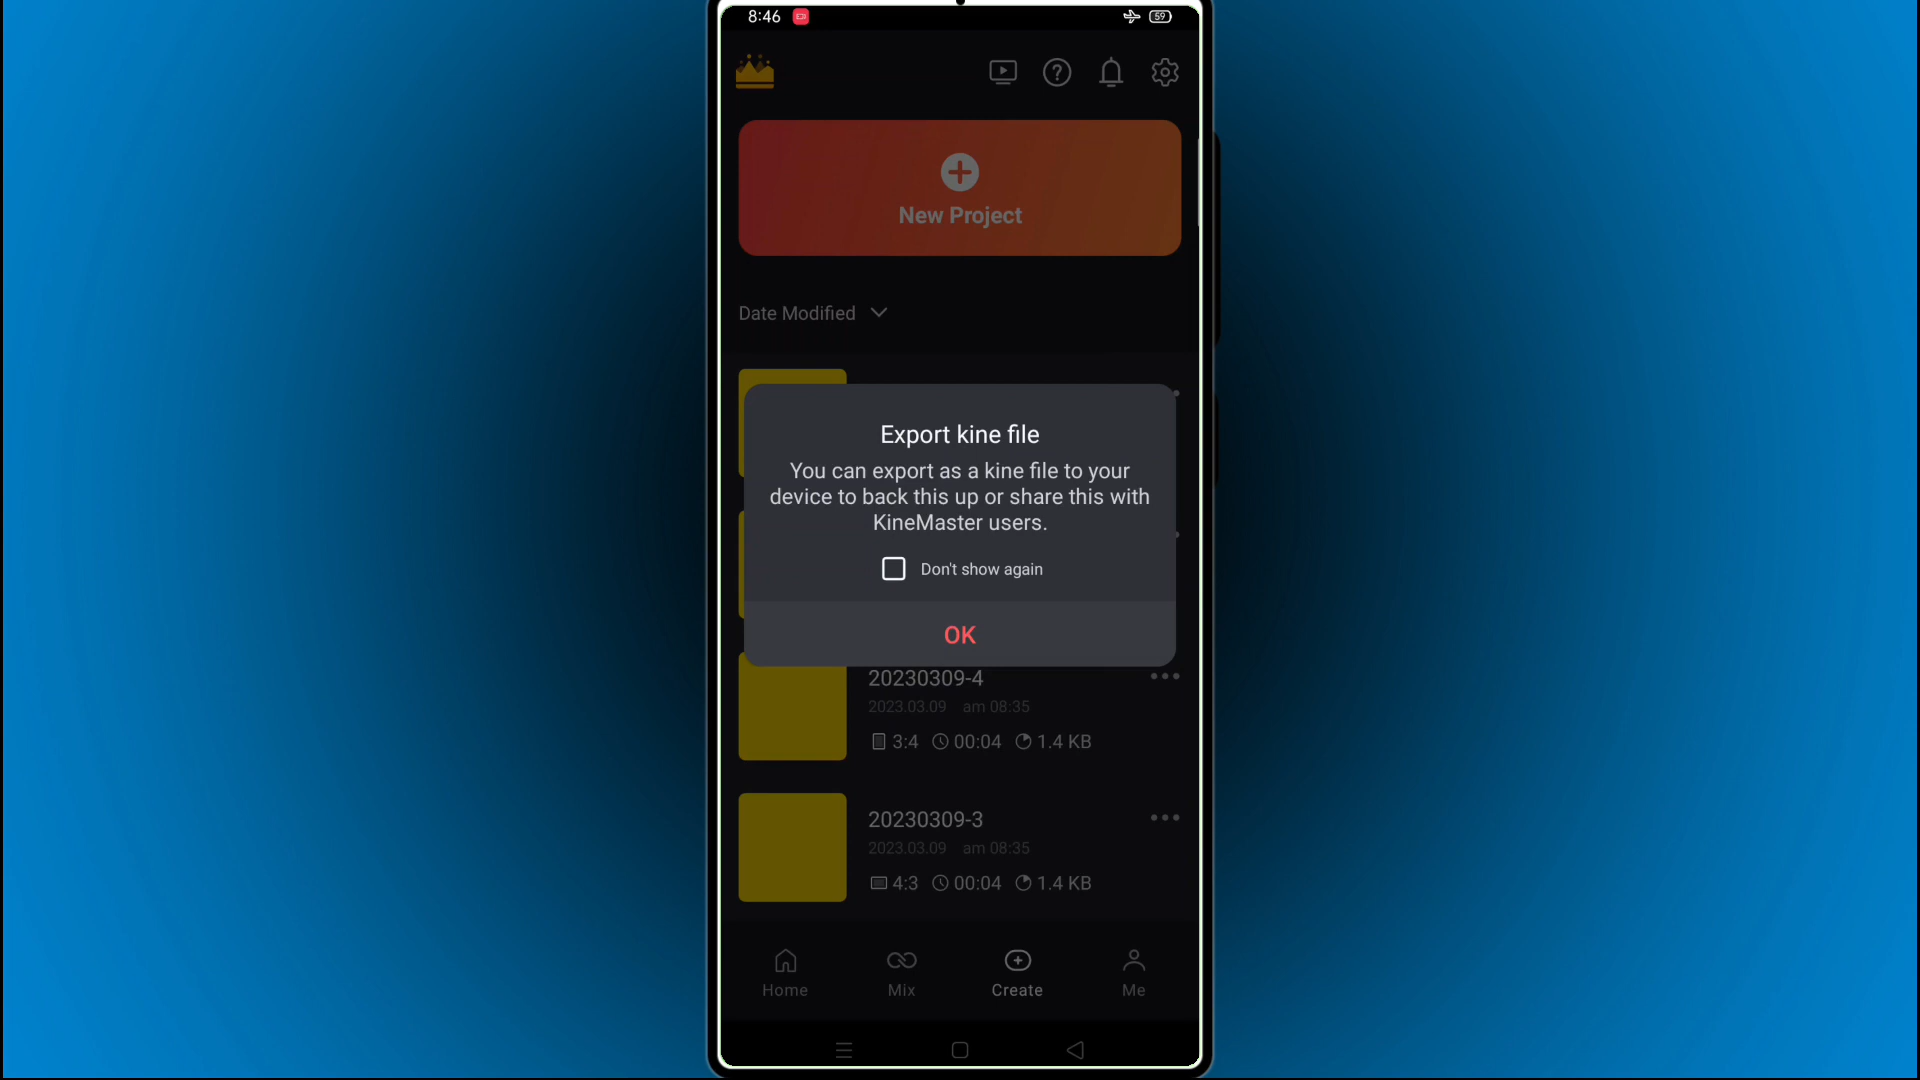 8:46
59
New Project
Date Modified
Export kine file
You can export as a kine file to your
device to back this up or share this with
KineMaster users.
Don't show again
OK
20230309-4
2023.03.09 am 08:35
3:4 00:04 1.4 KB
20230309-3
2023.03.09 am 08:35
4:3 00:04 1.4 KB
Home Mix Create Me